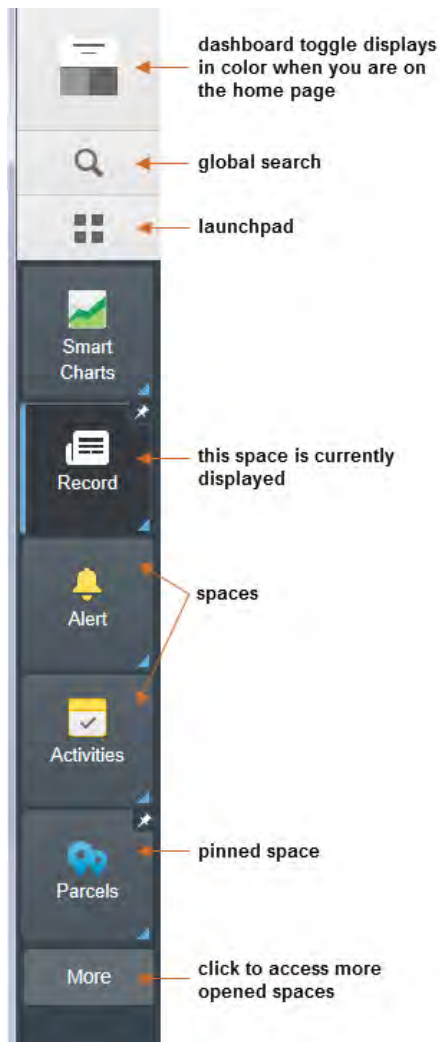 dashboard toggle displays
in color when you are on
the home page
global search
launchpad
Smart
Charts
Record
this space is currently
displayed
Alert
spaces
Activities
Parcels
pinned space
More
click to access more
opened spaces